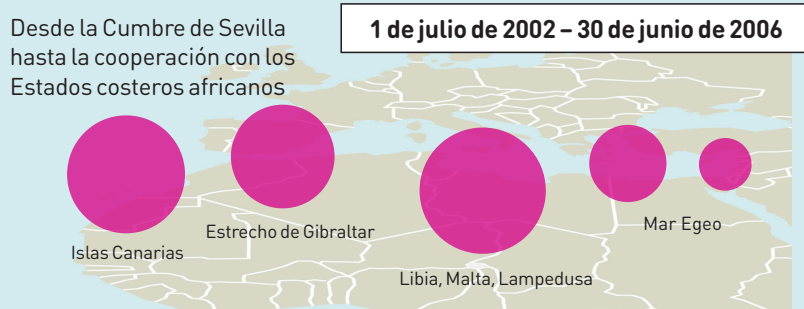 Desde la Cumbre de Sevilla
hasta la cooperación con los
Estados costeros africanos
1 de julio de 2002 – 30 de junio de 2006
Islas Canarias
Estrecho de Gibraltar
Libia, Malta, Lampedusa
Mar Egeo